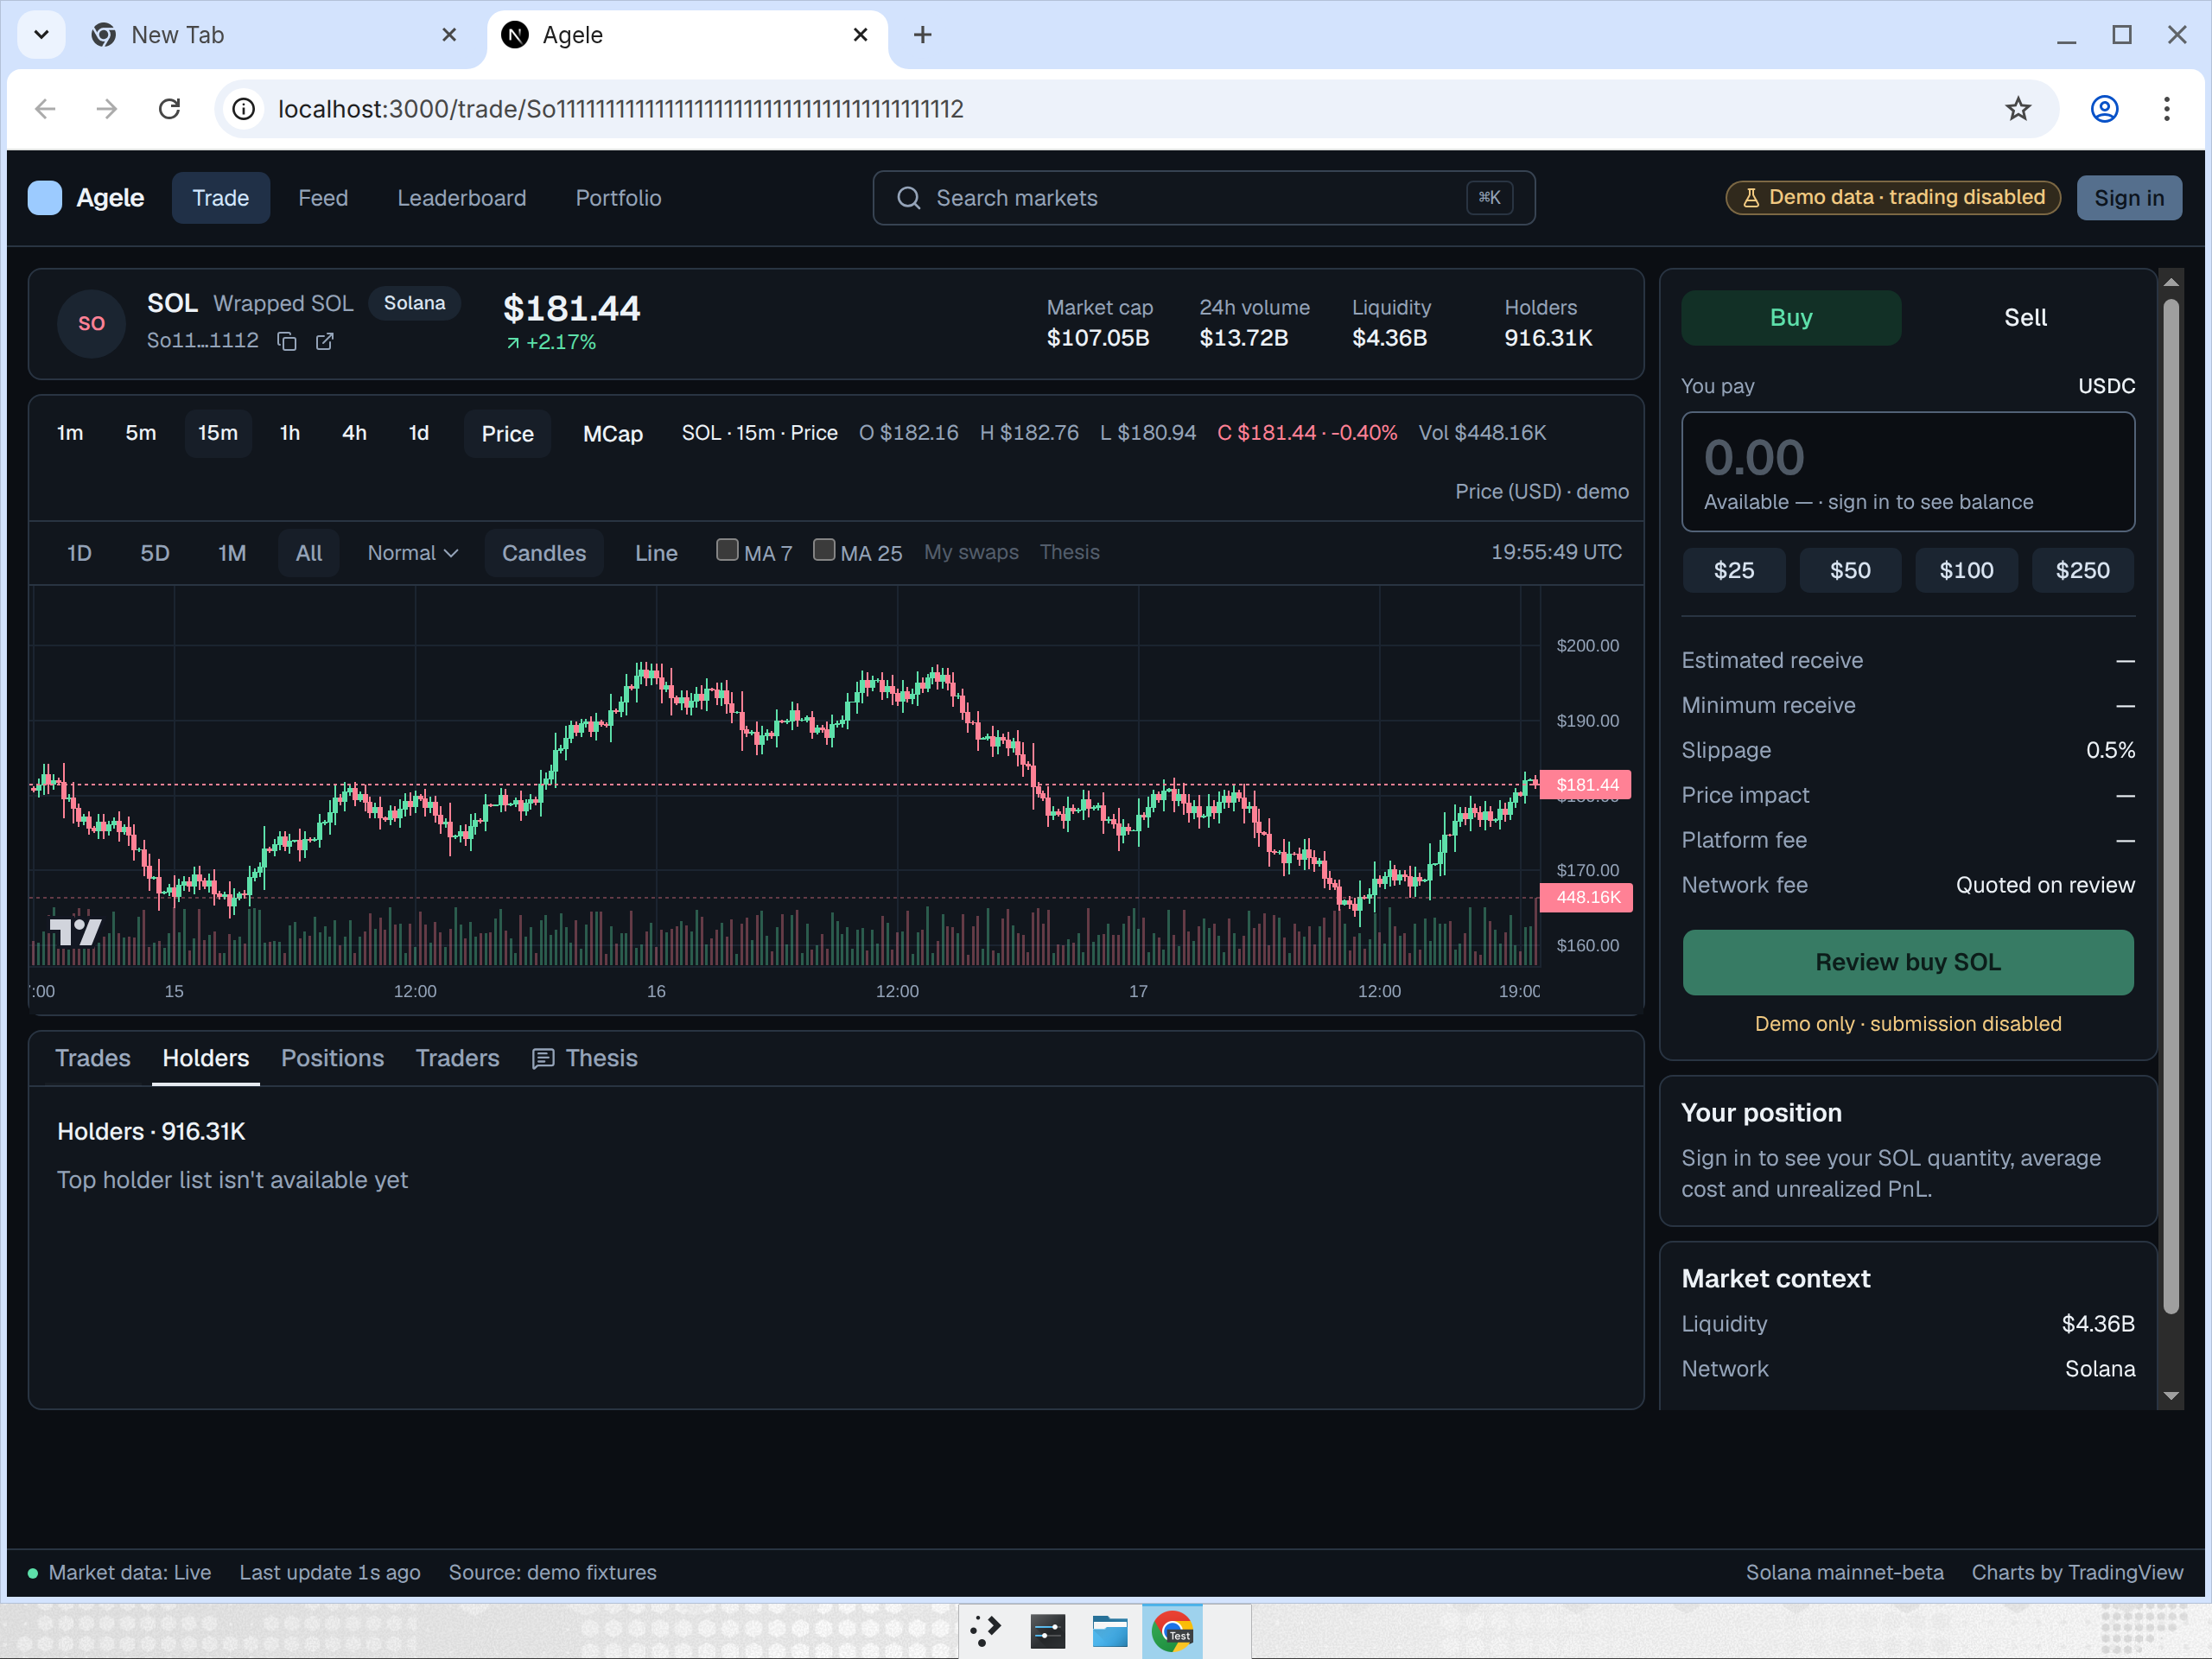 New Tab
Agele
localhost:3000/trade/So11111111111111111111111111111111111111112
Agele
Trade
Feed
Leaderboard
Portfolio
Search markets
⌘K
Demo data · trading disabled
Sign in
SO
SOL Wrapped SOL Solana
So11…1112
$181.44
+2.17%
Market cap
$107.05B
24h volume
$13.72B
Liquidity
$4.36B
Holders
916.31K
1m 5m 15m 1h 4h 1d Price MCap SOL · 15m · Price O $182.16 H $182.76 L $180.94 C $181.44 · -0.40% Vol $448.16K
Price (USD) · demo
1D 5D 1M All Normal Candles Line MA 7 MA 25 My swaps Thesis 19:55:49 UTC
$200.00
$190.00
$181.44
$170.00
448.16K
$160.00
:00 15 12:00 16 12:00 17 12:00 19:00
Trades Holders Positions Traders Thesis
Holders · 916.31K
Top holder list isn't available yet
Buy Sell
You pay USDC
0.00
Available — · sign in to see balance
$25 $50 $100 $250
Estimated receive —
Minimum receive —
Slippage 0.5%
Price impact —
Platform fee —
Network fee Quoted on review
Review buy SOL
Demo only · submission disabled
Your position
Sign in to see your SOL quantity, average
cost and unrealized PnL.
Market context
Liquidity $4.36B
Network Solana
Market data: Live Last update 1s ago Source: demo fixtures
Solana mainnet-beta Charts by TradingView
Test